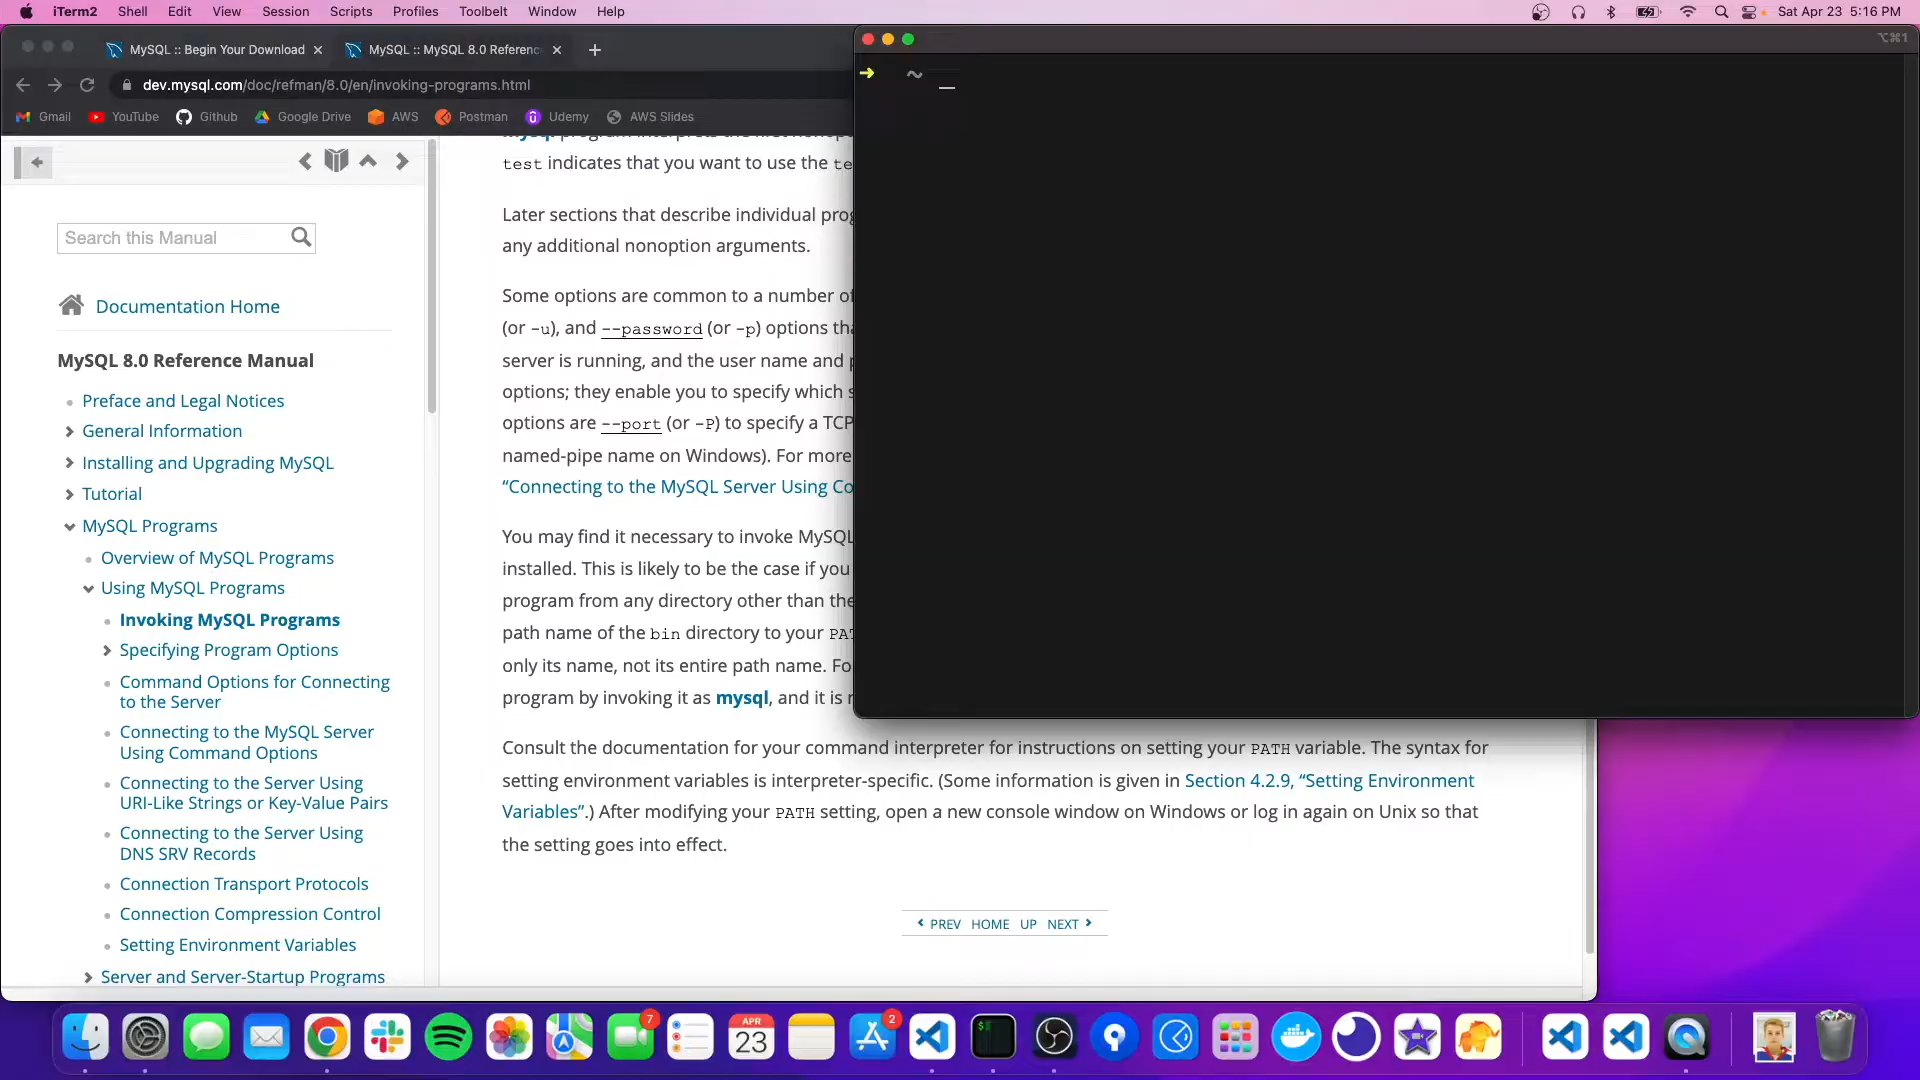 iTerm2 Shell Edit View Session Scripts Profiles Toolbelt Window Help Sat Apr 23 5:16 PM
MySQL :: Begin Your Download
MySQL :: MySQL 8.0 Referenc
⌥⌘1
dev.mysql.com/doc/refman/8.0/en/invoking-programs.html
Gmail YouTube Github Google Drive AWS Postman Udemy AWS Slides
➜ ~
Search this Manual
Documentation Home
MySQL 8.0 Reference Manual
Preface and Legal Notices
General Information
Installing and Upgrading MySQL
Tutorial
MySQL Programs
Overview of MySQL Programs
Using MySQL Programs
Invoking MySQL Programs
Specifying Program Options
Command Options for Connecting
to the Server
Connecting to the MySQL Server
Using Command Options
Connecting to the Server Using
URI-Like Strings or Key-Value Pairs
Connecting to the Server Using
DNS SRV Records
Connection Transport Protocols
Connection Compression Control
Setting Environment Variables
Server and Server-Startup Programs
test indicates that you want to use the te
Later sections that describe individual prog
any additional nonoption arguments.
Some options are common to a number of
(or -u), and --password (or -p) options tha
server is running, and the user name and p
options; they enable you to specify which s
options are --port (or -P) to specify a TCP
named-pipe name on Windows). For more
“Connecting to the MySQL Server Using Co
You may find it necessary to invoke MySQL
installed. This is likely to be the case if you
program from any directory other than the
path name of the bin directory to your PAT
only its name, not its entire path name. Fo
program by invoking it as mysql, and it is n
Consult the documentation for your command interpreter for instructions on setting your PATH variable. The syntax for
setting environment variables is interpreter-specific. (Some information is given in Section 4.2.9, “Setting Environment
Variables”.) After modifying your PATH setting, open a new console window on Windows or log in again on Unix so that
the setting goes into effect.
PREV HOME UP NEXT
7
APR
23
2